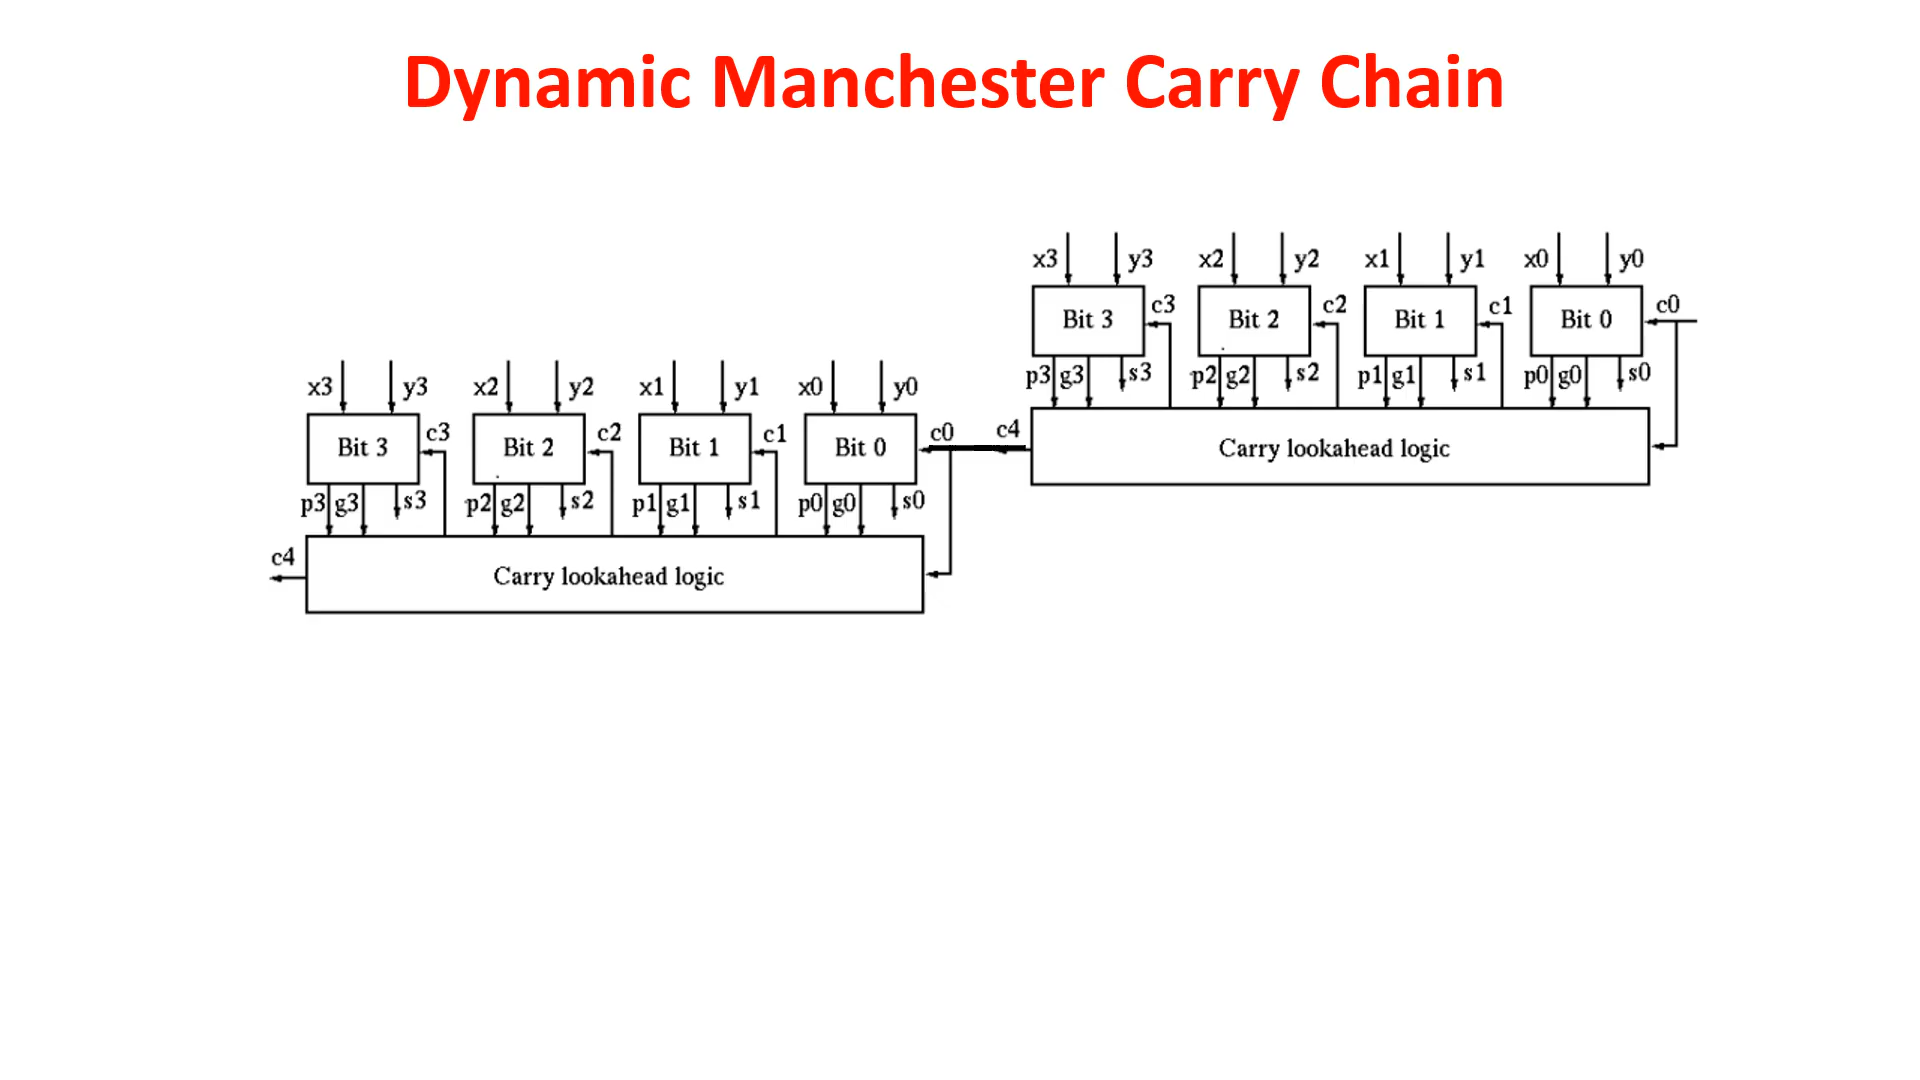 Dynamic Manchester Carry Chain
x3 y3 x2 y2 x1 y1 x0 y0
Bit 3 c3 Bit 2 c2 Bit 1 c1 Bit 0 c0
p3 g3 s3 p2 g2 s2 p1 g1 s1 p0 g0 s0
c4 Carry lookahead logic
x3 y3 x2 y2 x1 y1 x0 y0
Bit 3 c3 Bit 2 c2 Bit 1 c1 Bit 0 c0
p3 g3 s3 p2 g2 s2 p1 g1 s1 p0 g0 s0
c4 Carry lookahead logic